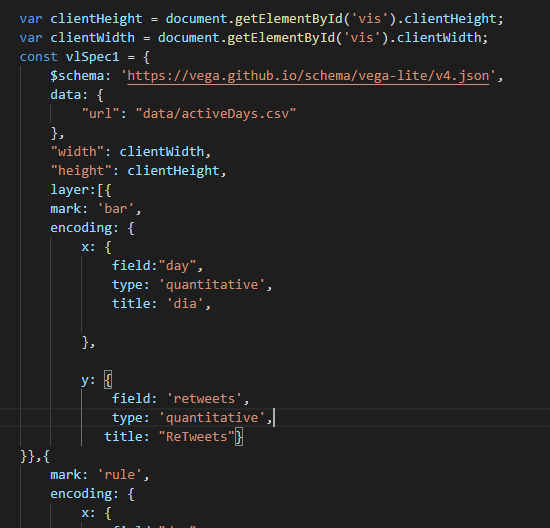 var clientHeight = document.getElementById('vis').clientHeight;
var clientWidth = document.getElementById('vis').clientWidth;
const vlSpec1 = {
$schema: 'https://vega.github.io/schema/vega-lite/v4.json',
data: {
"url": "data/activeDays.csv"
},
"width": clientWidth,
"height": clientHeight,
layer:[{
mark: 'bar',
encoding: {
x: {
field:"day",
type: 'quantitative',
title: 'dia',
},
y: {
field: 'retweets',
type: 'quantitative',
title: "ReTweets"}
}},{
mark: 'rule',
encoding: {
x: {